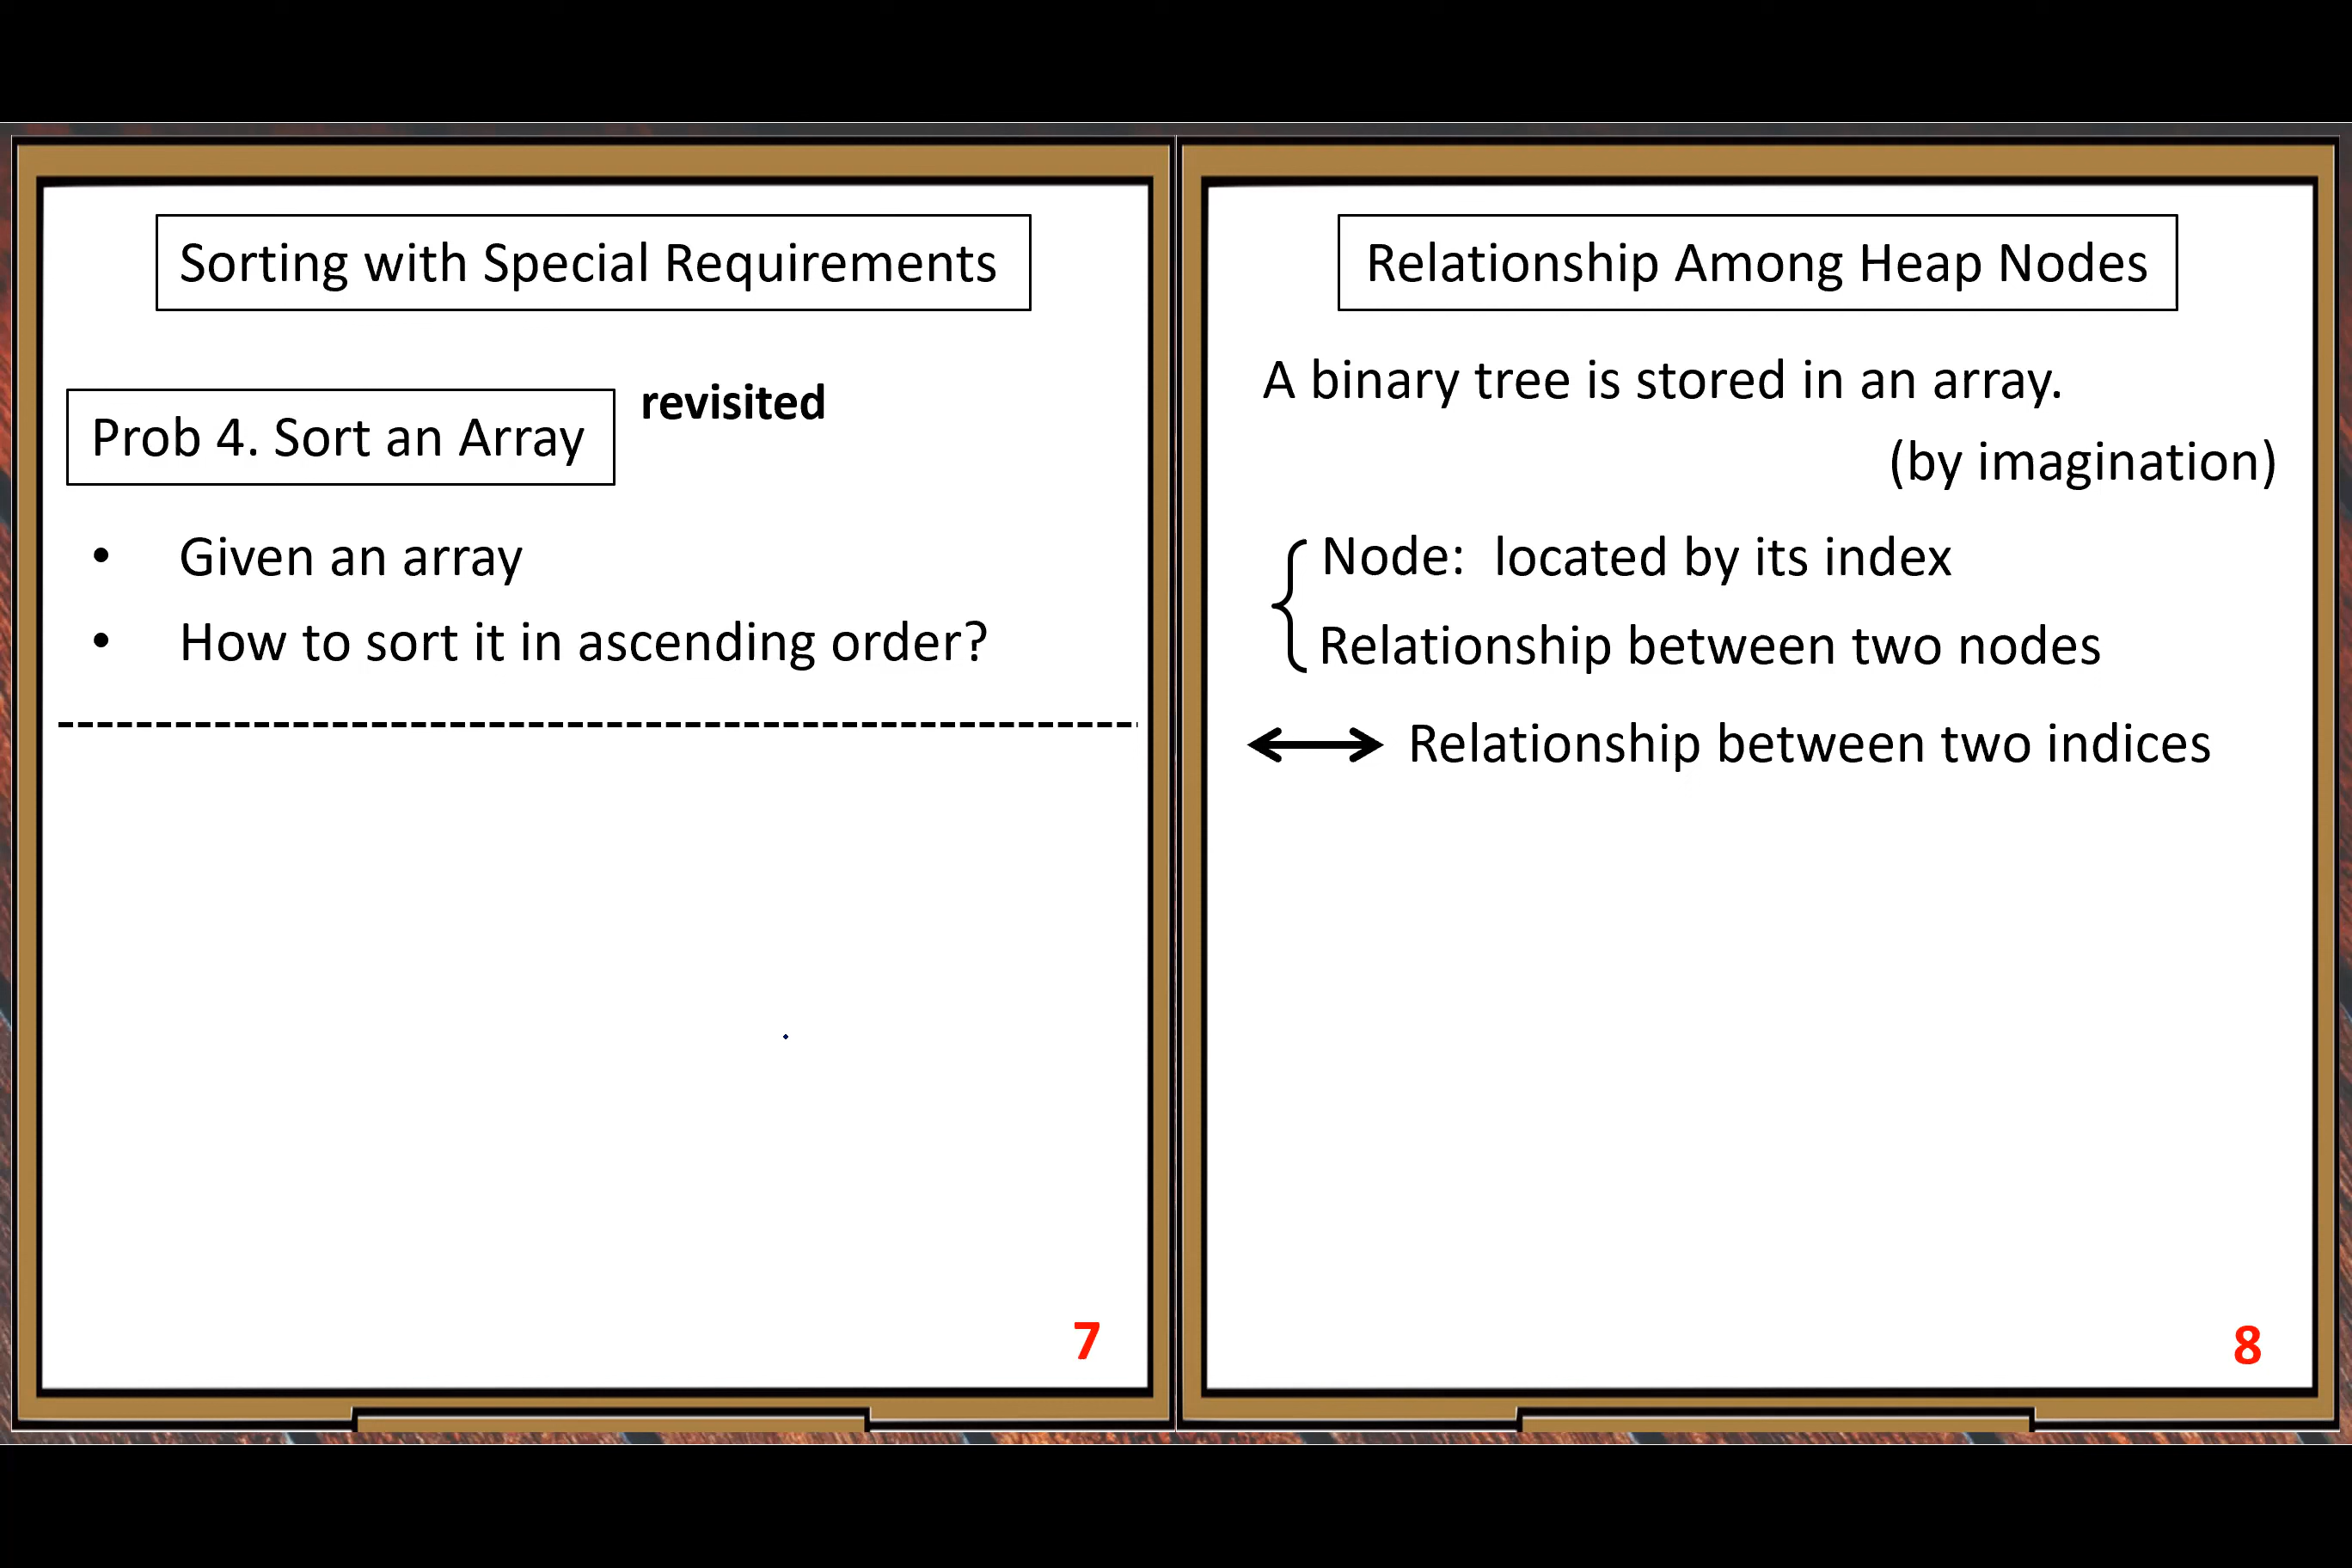 Sorting with Special Requirements
revisited
Prob 4. Sort an Array
• Given an array
• How to sort it in ascending order?
7
Relationship Among Heap Nodes
A binary tree is stored in an array.
(by imagination)
Node: located by its index
Relationship between two nodes
Relationship between two indices
8